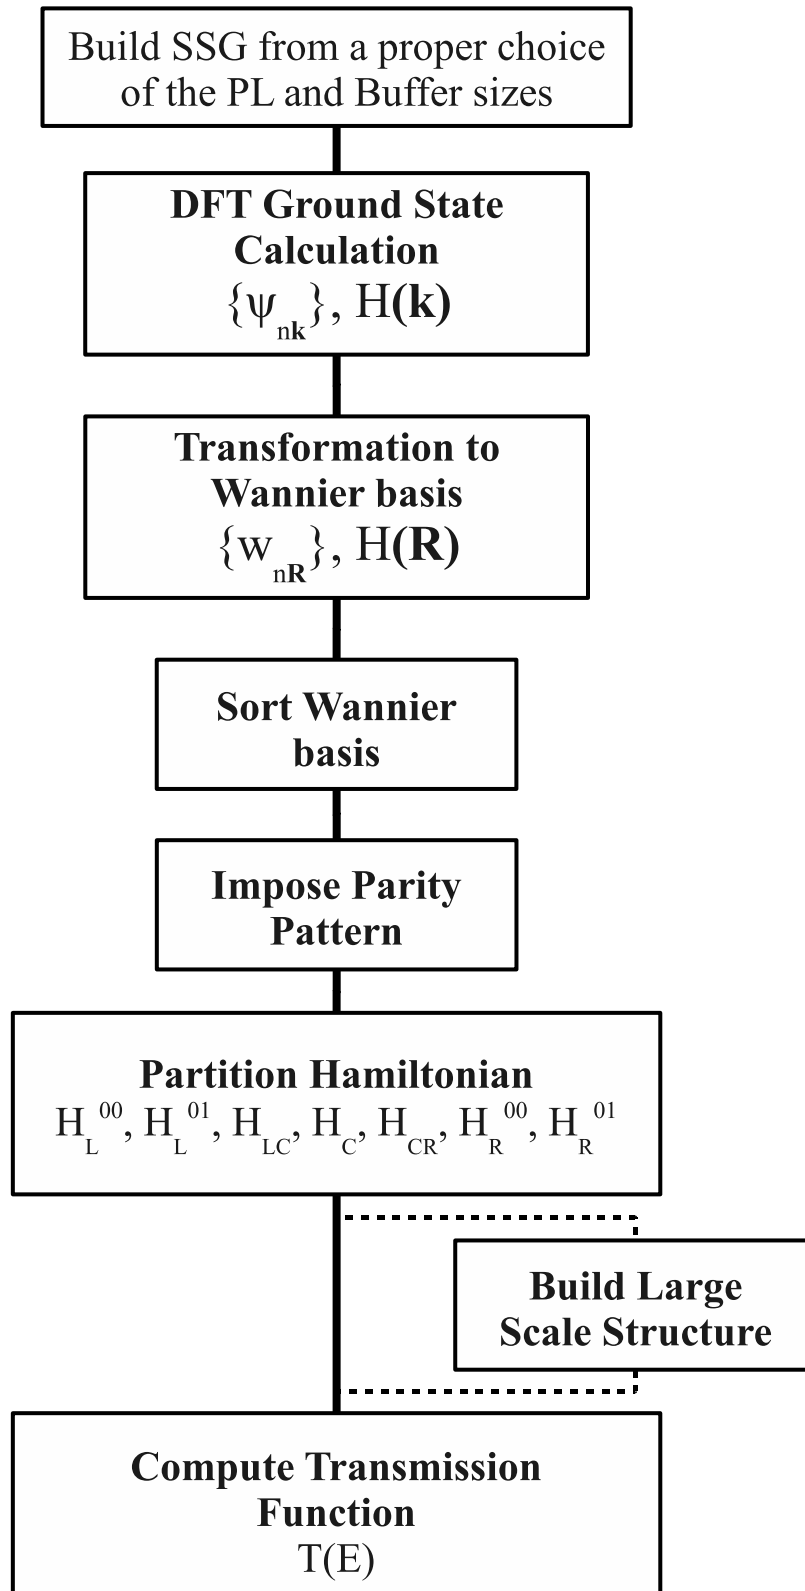 Build SSG from a proper choice
of the PL and Buffer sizes
DFT Ground State
Calculation
{ψnk}, H(k)
Transformation to
Wannier basis
{wnR}, H(R)
Sort Wannier
basis
Impose Parity
Pattern
Partition Hamiltonian
HL00, HL01, HLC, HC, HCR, HR00, HR01
Build Large
Scale Structure
Compute Transmission
Function
T(E)